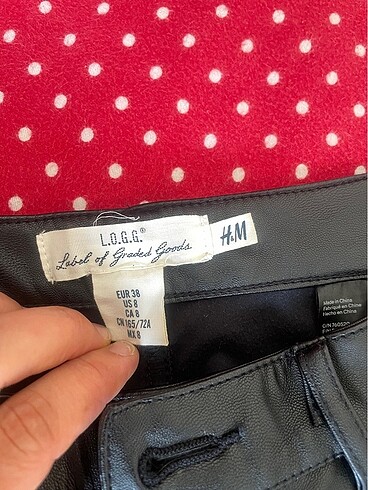 L.O.G.G.®
Label of Graded Goods
H&M
EUR 38
US 8
CA 8
CN 165/72A
MX 8
Made in China
Fabriqué en Chine
Hecho en China